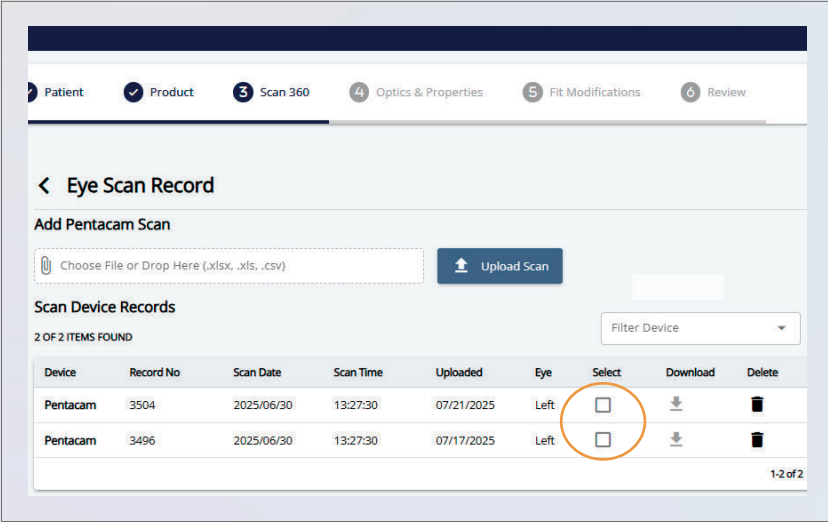 Patient Product 3 Scan 360 4 Optics & Properties 5 Fit Modifications 6 Review
Eye Scan Record
Add Pentacam Scan
Choose File or Drop Here (.xlsx, .xls, .csv) Upload Scan
Scan Device Records
Filter Device
2 OF 2 ITEMS FOUND
Device Record No Scan Date Scan Time Uploaded Eye Select Download Delete
Pentacam 3504 2025/06/30 13:27:30 07/21/2025 Left
Pentacam 3496 2025/06/30 13:27:30 07/17/2025 Left
1-2 of 2